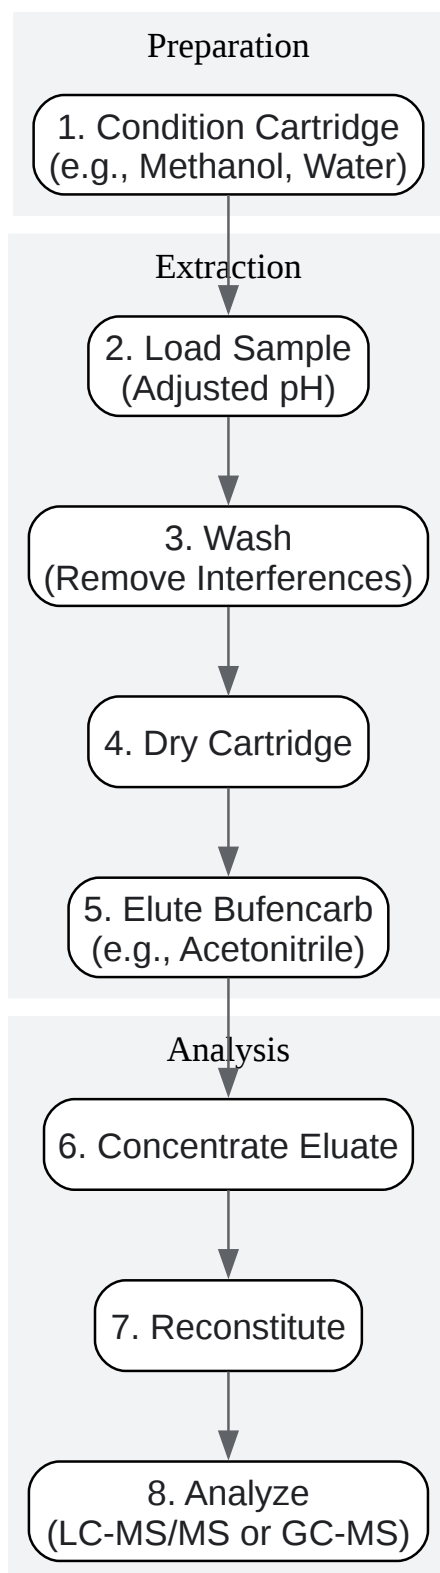 Preparation
1. Condition Cartridge
(e.g., Methanol, Water)
Extraction
2. Load Sample
(Adjusted pH)
3. Wash
(Remove Interferences)
4. Dry Cartridge
5. Elute Bufencarb
(e.g., Acetonitrile)
Analysis
6. Concentrate Eluate
7. Reconstitute
8. Analyze
(LC-MS/MS or GC-MS)